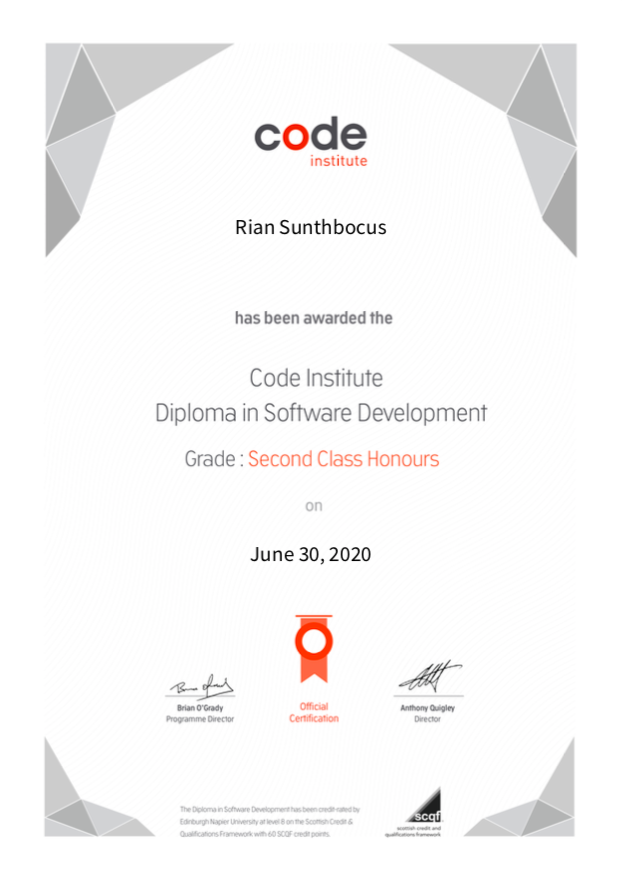 code
institute
Rian Sunthbocus
has been awarded the
Code Institute
Diploma in Software Development
Grade : Second Class Honours
on
June 30, 2020
Brian O'Grady
Programme Director
Official
Certification
Anthony Quigley
Director
The Diploma in Software Development has been credit rated by
Edinburgh Napier University at level 8 on the Scottish Credit &
Qualifications Framework with 60 SCQF credit points.
scqf
scottish credit and
qualifications framework